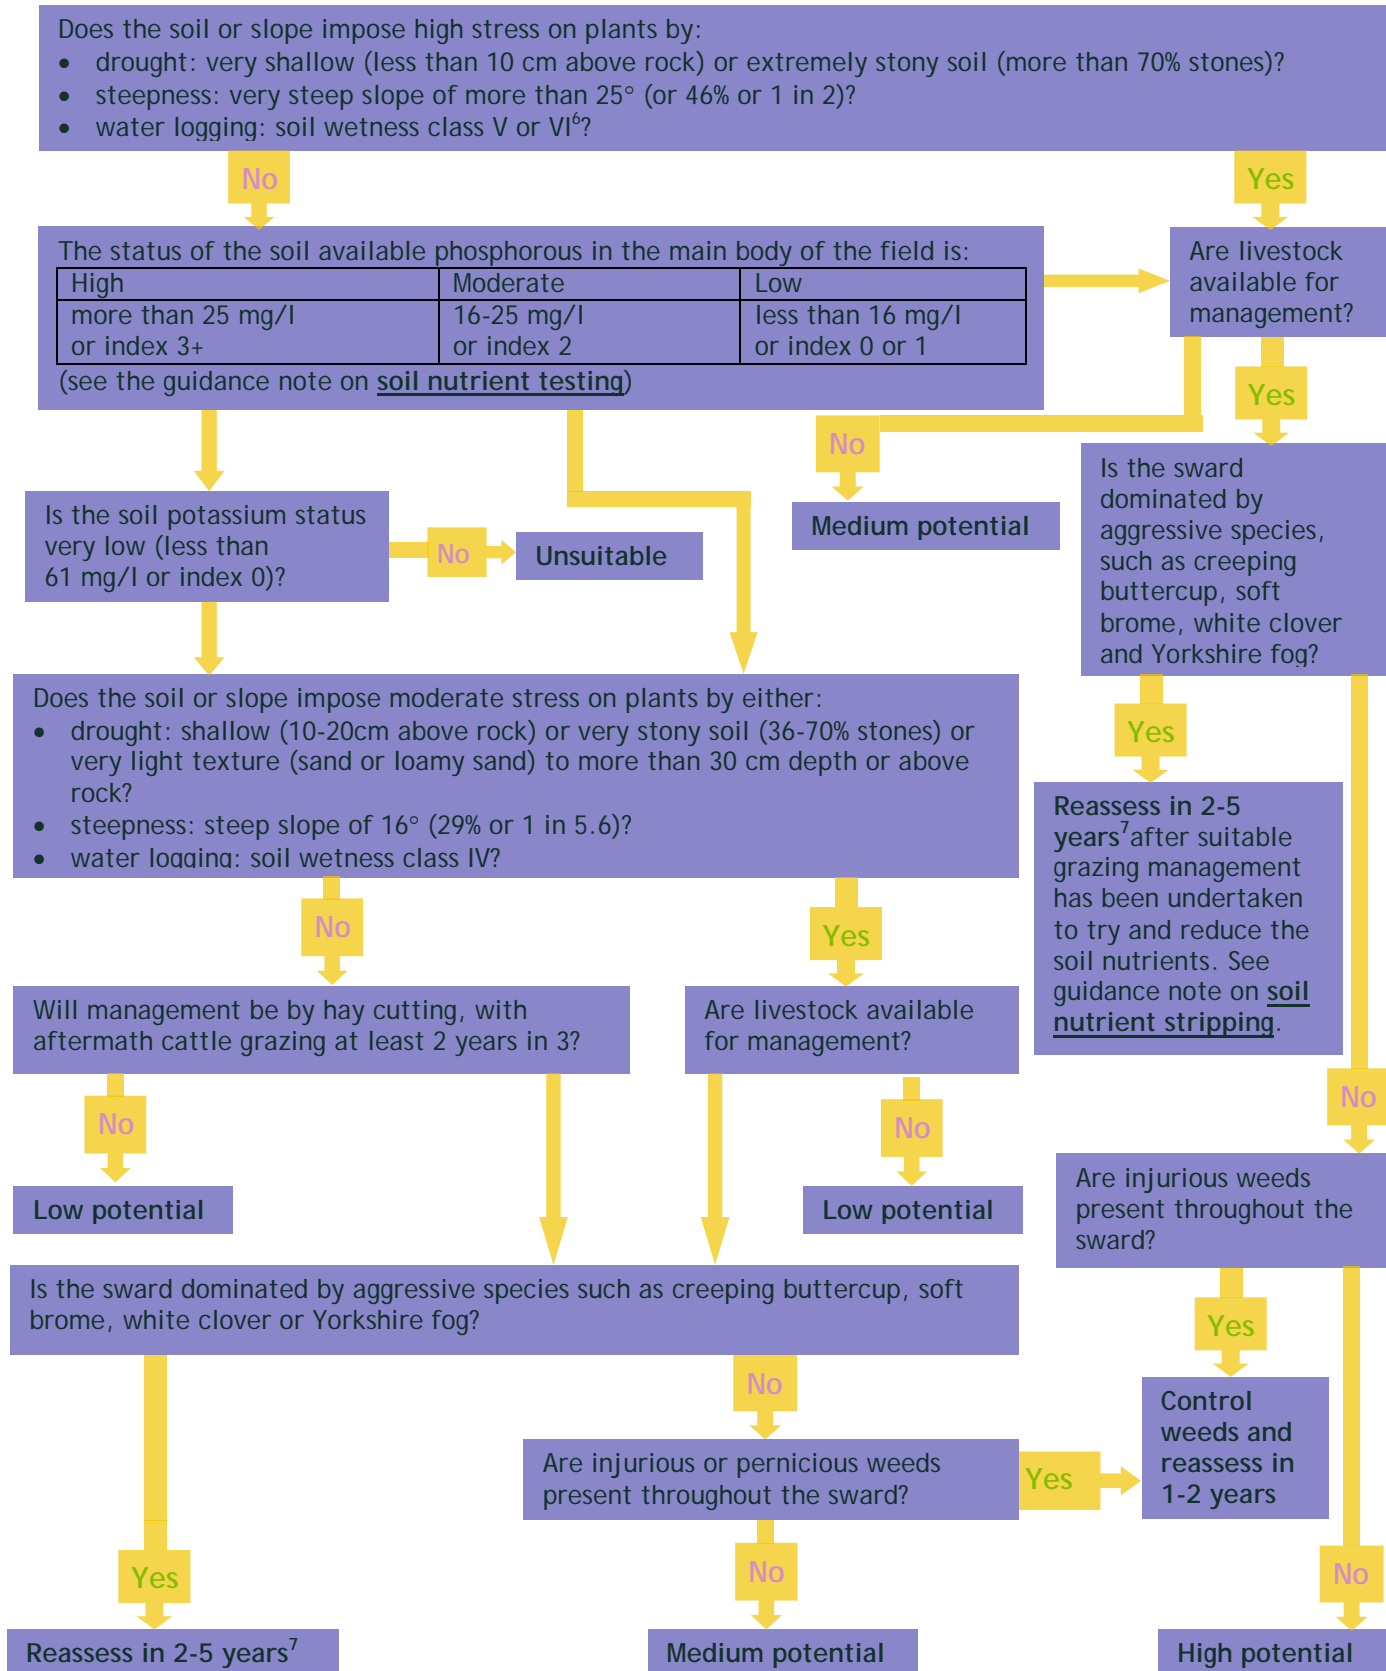 Does the soil or slope impose high stress on plants by:
• drought: very shallow (less than 10 cm above rock) or extremely stony soil (more than 70% stones)?
• steepness: very steep slope of more than 25° (or 46% or 1 in 2)?
• water logging: soil wetness class V or VI⁶?
No
Yes
The status of the soil available phosphorous in the main body of the field is:
High Moderate Low
more than 25 mg/l 16-25 mg/l less than 16 mg/l
or index 3+ or index 2 or index 0 or 1
(see the guidance note on soil nutrient testing)
Are livestock
available for
management?
Yes
No
Medium potential
Is the soil potassium status
very low (less than
61 mg/l or index 0)?
No
Unsuitable
Is the sward
dominated by
aggressive species,
such as creeping
buttercup, soft
brome, white clover
and Yorkshire fog?
Does the soil or slope impose moderate stress on plants by either:
• drought: shallow (10-20cm above rock) or very stony soil (36-70% stones) or
very light texture (sand or loamy sand) to more than 30 cm depth or above
rock?
• steepness: steep slope of 16° (29% or 1 in 5.6)?
• water logging: soil wetness class IV?
Yes
Reassess in 2-5
years⁷after suitable
grazing management
has been undertaken
to try and reduce the
soil nutrients. See
guidance note on soil
nutrient stripping.
No
Yes
Will management be by hay cutting, with
aftermath cattle grazing at least 2 years in 3?
Are livestock available
for management?
No
No
No
Low potential
Low potential
Are injurious weeds
present throughout the
sward?
Is the sward dominated by aggressive species such as creeping buttercup, soft
brome, white clover or Yorkshire fog?
Yes
No
Control
weeds and
reassess in
1-2 years
Are injurious or pernicious weeds
present throughout the sward?
Yes
Yes
No
No
Reassess in 2-5 years⁷
Medium potential
High potential